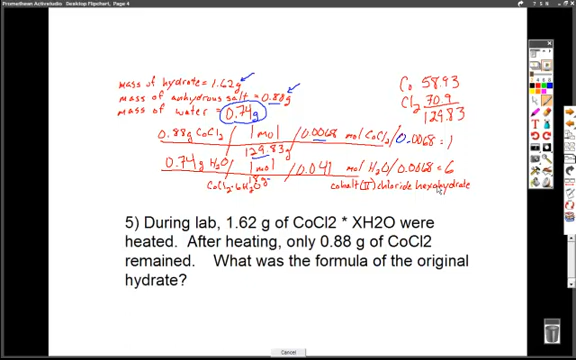 Promethean Activstudio Desktop Flipchart, Page 4
mass of hydrate = 1.62g
mass of anhydrous salt = 0.88g
mass of water = 0.74g
Co 58.93
Cl2 70.9
129.83
0.88g CoCl2 / 1 mol / 0.0068 mol CoCl2 / 0.0068 = 1
129.83g
0.74g H2O / 1 mol / 0.041 mol H2O / 0.0068 = 6
18g
CoCl2·6H2O
cobalt (II) chloride hexahydrate
5) During lab, 1.62 g of CoCl2 * XH2O were
heated. After heating, only 0.88 g of CoCl2
remained. What was the formula of the original
hydrate?
Cancel